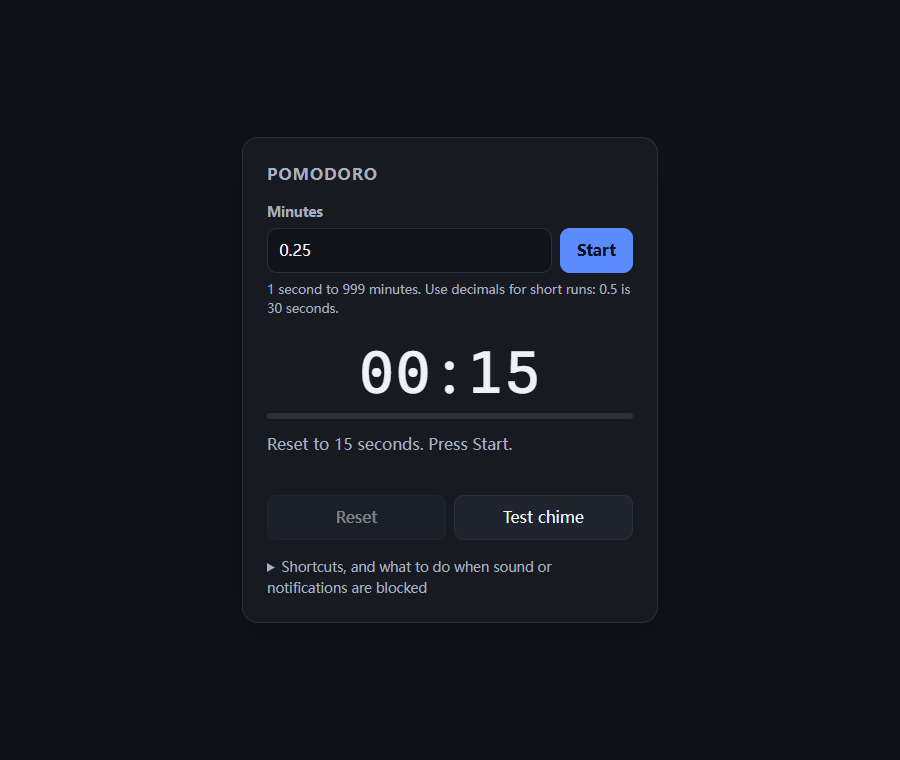 POMODORO
Minutes
0.25
Start
1 second to 999 minutes. Use decimals for short runs: 0.5 is
30 seconds.
00:15
Reset to 15 seconds. Press Start.
Reset
Test chime
Shortcuts, and what to do when sound or
notifications are blocked